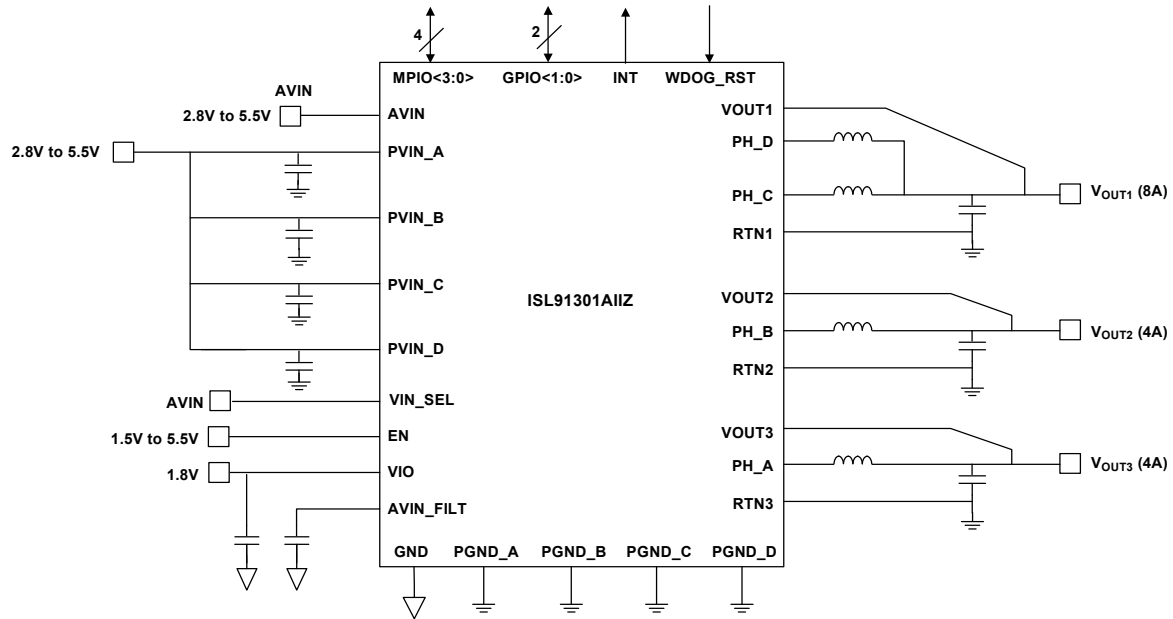 4
2
MPIO<3:0>
GPIO<1:0>
INT
WDOG_RST
AVIN
2.8V to 5.5V
AVIN
2.8V to 5.5V
PVIN_A
PVIN_B
PVIN_C
PVIN_D
AVIN
VIN_SEL
1.5V to 5.5V
EN
1.8V
VIO
AVIN_FILT
ISL91301AIIZ
VOUT1
PH_D
PH_C
VOUT1 (8A)
RTN1
VOUT2
PH_B
VOUT2 (4A)
RTN2
VOUT3
PH_A
VOUT3 (4A)
RTN3
GND
PGND_A
PGND_B
PGND_C
PGND_D